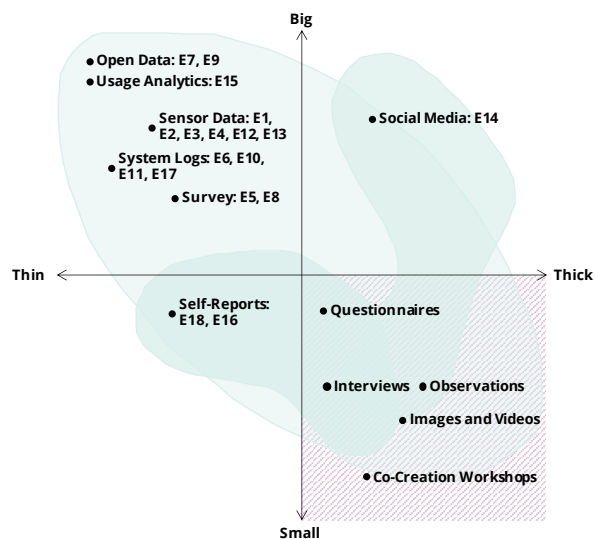 Big
Open Data: E7, E9
Usage Analytics: E15
Sensor Data: E1,
E2, E3, E4, E12, E13
Social Media: E14
System Logs: E6, E10,
E11, E17
Survey: E5, E8
Thin
Thick
Self-Reports:
E18, E16
Questionnaires
Interviews
Observations
Images and Videos
Co-Creation Workshops
Small